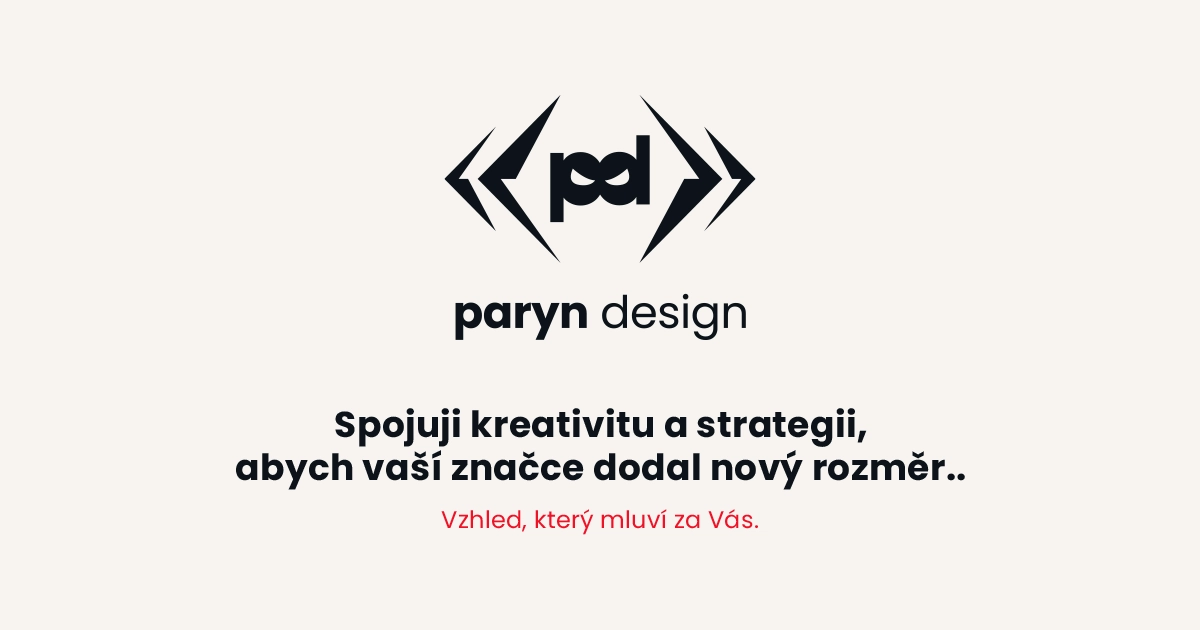 pd
paryn design
Spojuji kreativitu a strategii,
abych vaší značce dodal nový rozměr..
Vzhled, který mluví za Vás.